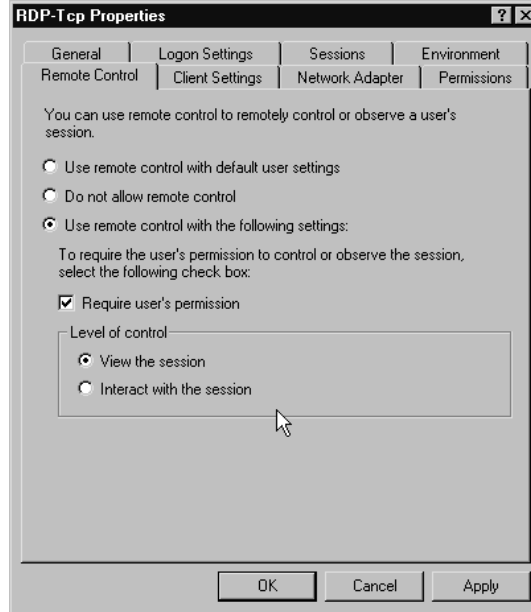 RDP-Tcp Properties
General Logon Settings Sessions Environment
Remote Control Client Settings Network Adapter Permissions
You can use remote control to remotely control or observe a user's
session.
Use remote control with default user settings
Do not allow remote control
Use remote control with the following settings:
To require the user's permission to control or observe the session,
select the following check box:
Require user's permission
Level of control
View the session
Interact with the session
OK Cancel Apply